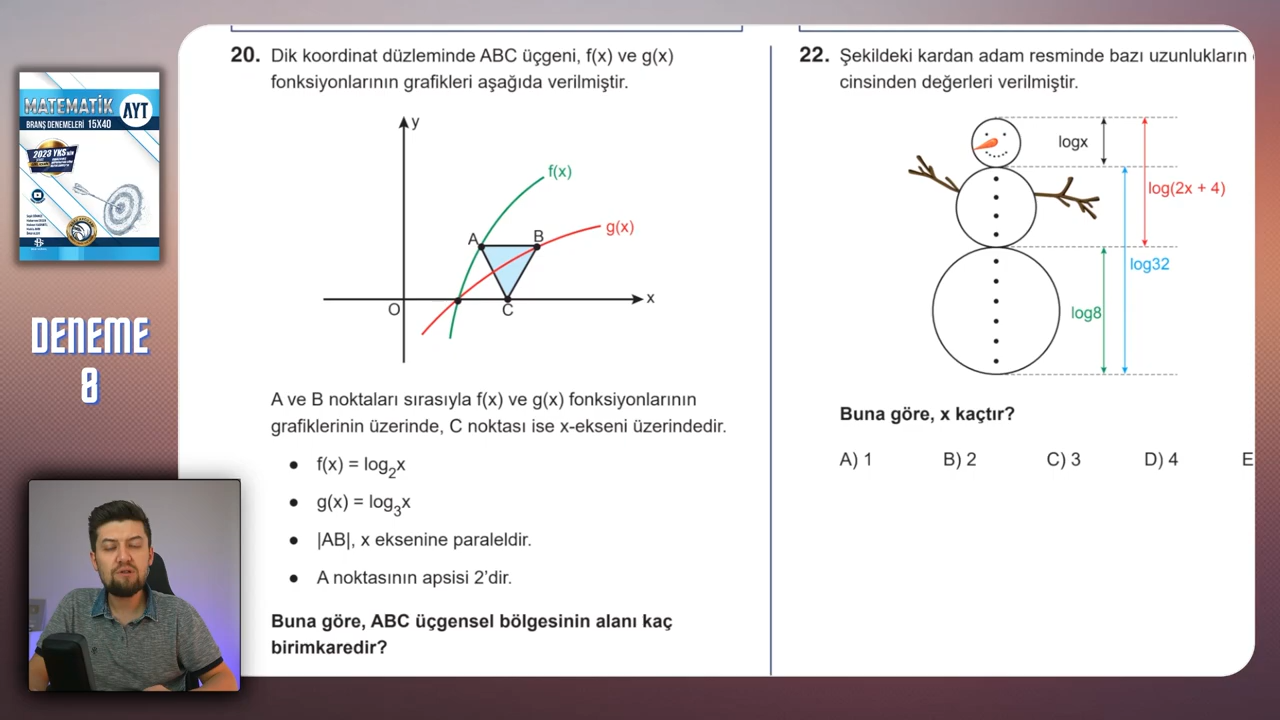 MATEMATİK
AYT
BRANŞ DENEMELERİ 15X40
2023 YKS'NİN
DENEME
8
20. Dik koordinat düzleminde ABC üçgeni, f(x) ve g(x)
fonksiyonlarının grafikleri aşağıda verilmiştir.
y
f(x)
g(x)
A
B
x
O
C
A ve B noktaları sırasıyla f(x) ve g(x) fonksiyonlarının
grafiklerinin üzerinde, C noktası ise x-ekseni üzerindedir.
● f(x) = log₂x
● g(x) = log₃x
● |AB|, x eksenine paraleldir.
● A noktasının apsisi 2'dir.
Buna göre, ABC üçgensel bölgesinin alanı kaç
birimkaredir?
22. Şekildeki kardan adam resminde bazı uzunlukların
cinsinden değerleri verilmiştir.
logx
log(2x + 4)
log32
log8
Buna göre, x kaçtır?
A) 1 B) 2 C) 3 D) 4 E